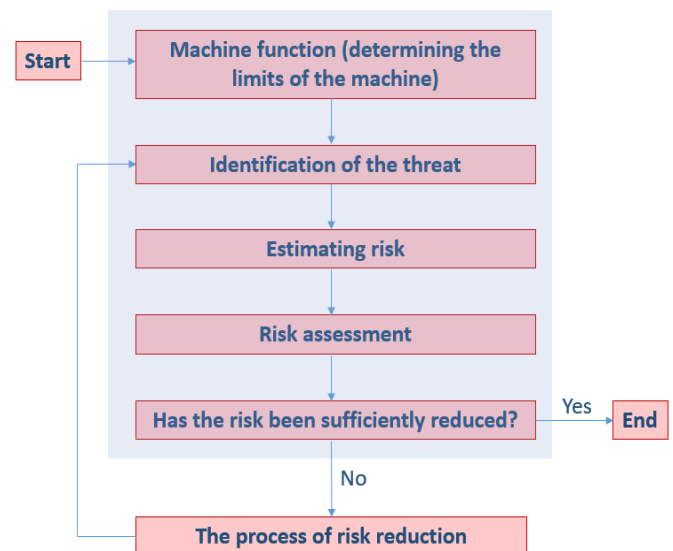 Start
Machine function (determining the
limits of the machine)
Identification of the threat
Estimating risk
Risk assessment
Has the risk been sufficiently reduced?
Yes
End
No
The process of risk reduction